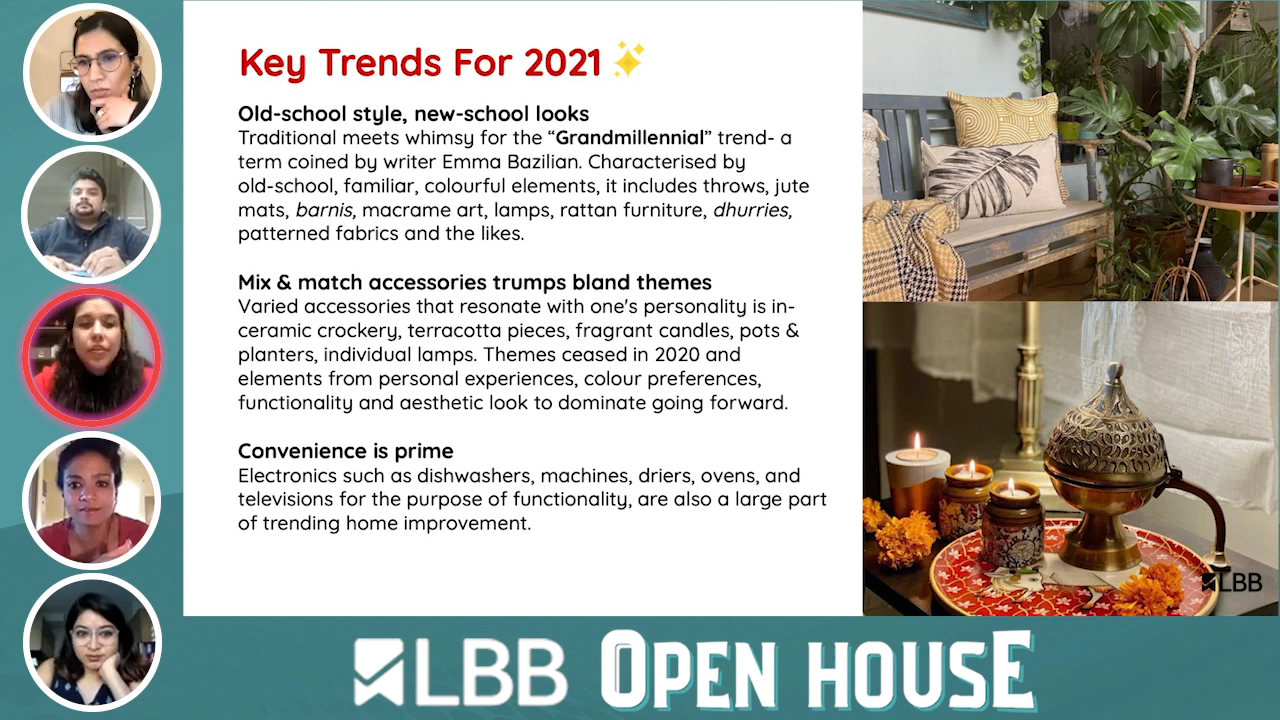 Key Trends For 2021
Old-school style, new-school looks
Traditional meets whimsy for the “Grandmillennial” trend- a
term coined by writer Emma Bazilian. Characterised by
old-school, familiar, colourful elements, it includes throws, jute
mats, barnis, macrame art, lamps, rattan furniture, dhurries,
patterned fabrics and the likes.
Mix & match accessories trumps bland themes
Varied accessories that resonate with one's personality is in-
ceramic crockery, terracotta pieces, fragrant candles, pots &
planters, individual lamps. Themes ceased in 2020 and
elements from personal experiences, colour preferences,
functionality and aesthetic look to dominate going forward.
Convenience is prime
Electronics such as dishwashers, machines, driers, ovens, and
televisions for the purpose of functionality, are also a large part
of trending home improvement.
LBB
LBB OPEN HOUSE